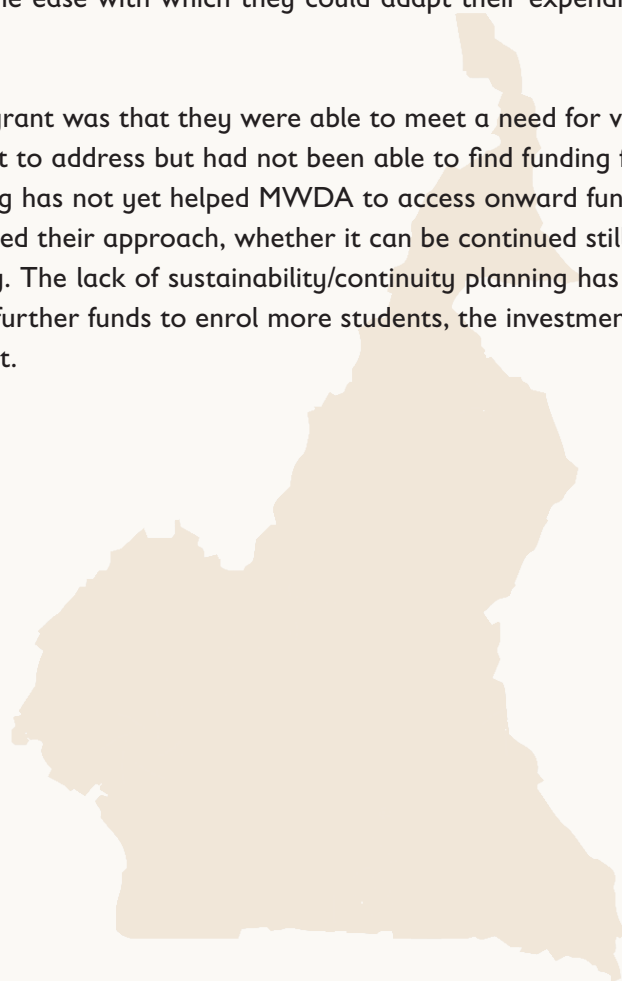 ne ease with which they could adapt their expendi
grant was that they were able to meet a need for v
t to address but had not been able to find funding f
g has not yet helped MWDA to access onward fun
ed their approach, whether it can be continued stil
y. The lack of sustainability/continuity planning has
further funds to enrol more students, the investmen
t.